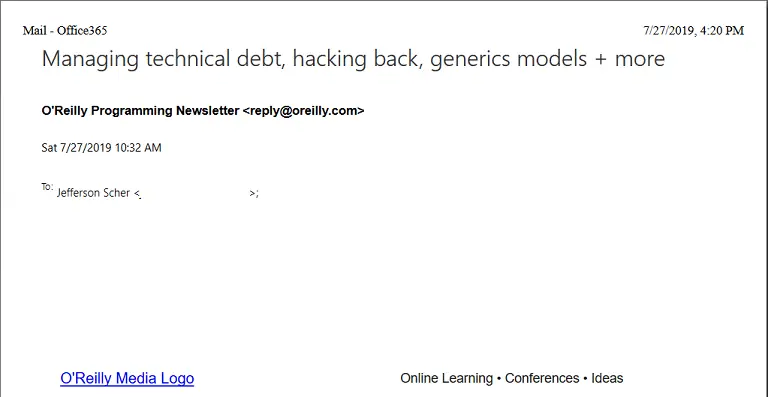 Mail - Office365 7/27/2019, 4:20 PM
Managing technical debt, hacking back, generics models + more
O'Reilly Programming Newsletter <reply@oreilly.com>
Sat 7/27/2019 10:32 AM
To: Jefferson Scher < >;
O'Reilly Media Logo Online Learning • Conferences • Ideas